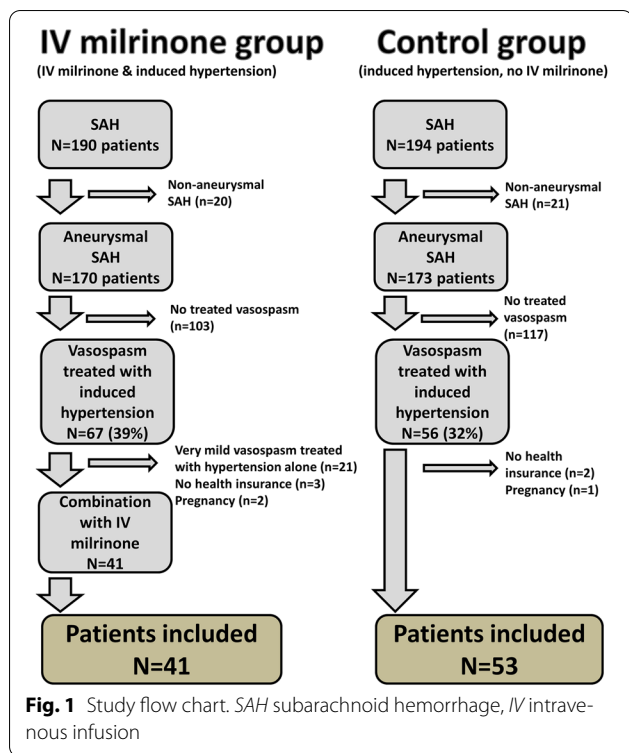 IV milrinone group
(IV milrinone & induced hypertension)
SAH
N=190 patients
Non-aneurysmal
SAH (n=20)
Aneurysmal
SAH
N=170 patients
No treated vasospasm
(n=103)
Vasospasm
treated with
induced
hypertension
N=67 (39%)
Very mild vasospasm treated
with hypertension alone (n=21)
No health insurance (n=3)
Pregnancy (n=2)
Combination
with IV
milrinone
N=41
Patients included
N=41
Control group
(induced hypertension, no IV milrinone)
SAH
N=194 patients
Non-aneurysmal
SAH (n=21)
Aneurysmal
SAH
N=173 patients
No treated
vasospasm
(n=117)
Vasospasm
treated with
induced
hypertension
N=56 (32%)
No health
insurance (n=2)
Pregnancy (n=1)
Patients included
N=53
Fig. 1 Study flow chart. SAH subarachnoid hemorrhage, IV intrave-
nous infusion